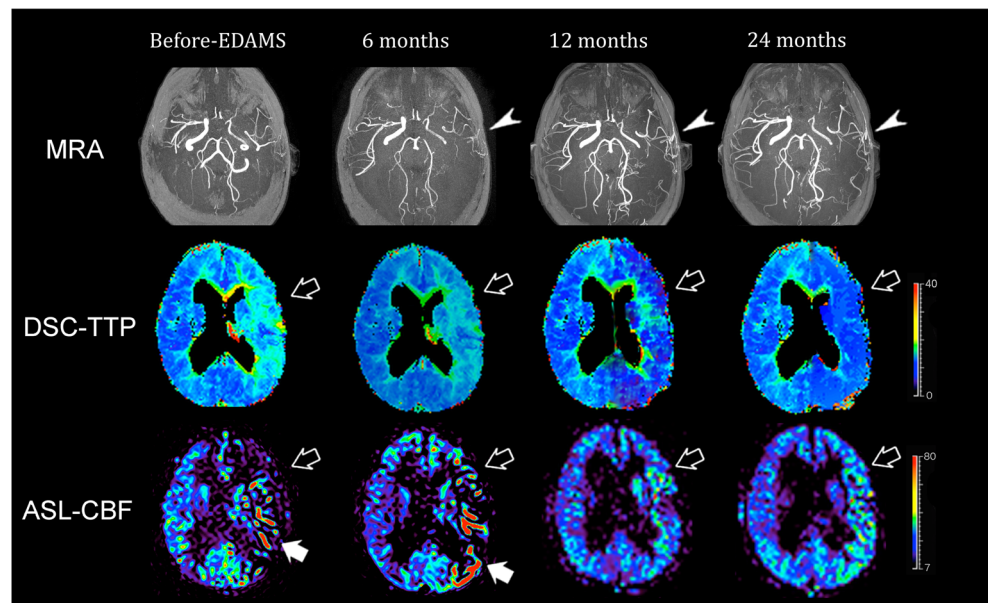 Before-EDAMS 6 months 12 months 24 months
MRA
DSC-TTP
40
0
ASL-CBF
80
7